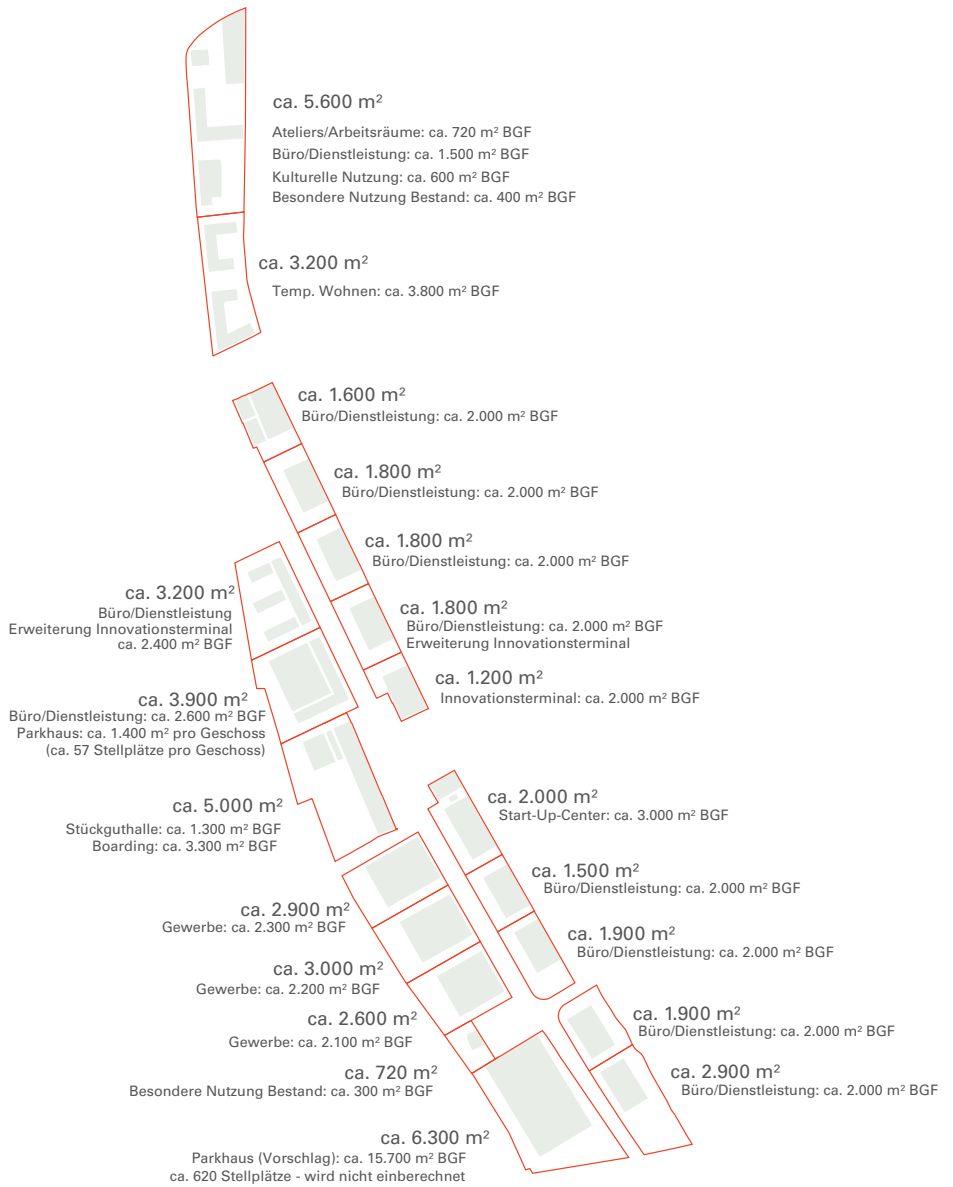 ca. 5.600 m²
Ateliers/Arbeitsräume: ca. 720 m² BGF
Büro/Dienstleistung: ca. 1.500 m² BGF
Kulturelle Nutzung: ca. 600 m² BGF
Besondere Nutzung Bestand: ca. 400 m² BGF
ca. 3.200 m²
Temp. Wohnen: ca. 3.800 m² BGF
ca. 1.600 m²
Büro/Dienstleistung: ca. 2.000 m² BGF
ca. 1.800 m²
Büro/Dienstleistung: ca. 2.000 m² BGF
ca. 1.800 m²
Büro/Dienstleistung: ca. 2.000 m² BGF
ca. 3.200 m²
Büro/Dienstleistung
Erweiterung Innovationsterminal
ca. 2.400 m² BGF
ca. 1.800 m²
Büro/Dienstleistung: ca. 2.000 m² BGF
Erweiterung Innovationsterminal
ca. 1.200 m²
Innovationsterminal: ca. 2.000 m² BGF
ca. 3.900 m²
Büro/Dienstleistung: ca. 2.600 m² BGF
Parkhaus: ca. 1.400 m² pro Geschoss
(ca. 57 Stellplätze pro Geschoss)
ca. 5.000 m²
Stückguthalle: ca. 1.300 m² BGF
Boarding: ca. 3.300 m² BGF
ca. 2.000 m²
Start-Up-Center: ca. 3.000 m² BGF
ca. 1.500 m²
Büro/Dienstleistung: ca. 2.000 m² BGF
ca. 2.900 m²
Gewerbe: ca. 2.300 m² BGF
ca. 1.900 m²
Büro/Dienstleistung: ca. 2.000 m² BGF
ca. 3.000 m²
Gewerbe: ca. 2.200 m² BGF
ca. 2.600 m²
Gewerbe: ca. 2.100 m² BGF
ca. 1.900 m²
Büro/Dienstleistung: ca. 2.000 m² BGF
ca. 720 m²
Besondere Nutzung Bestand: ca. 300 m² BGF
ca. 2.900 m²
Büro/Dienstleistung: ca. 2.000 m² BGF
ca. 6.300 m²
Parkhaus (Vorschlag): ca. 15.700 m² BGF
ca. 620 Stellplätze - wird nicht einberechnet